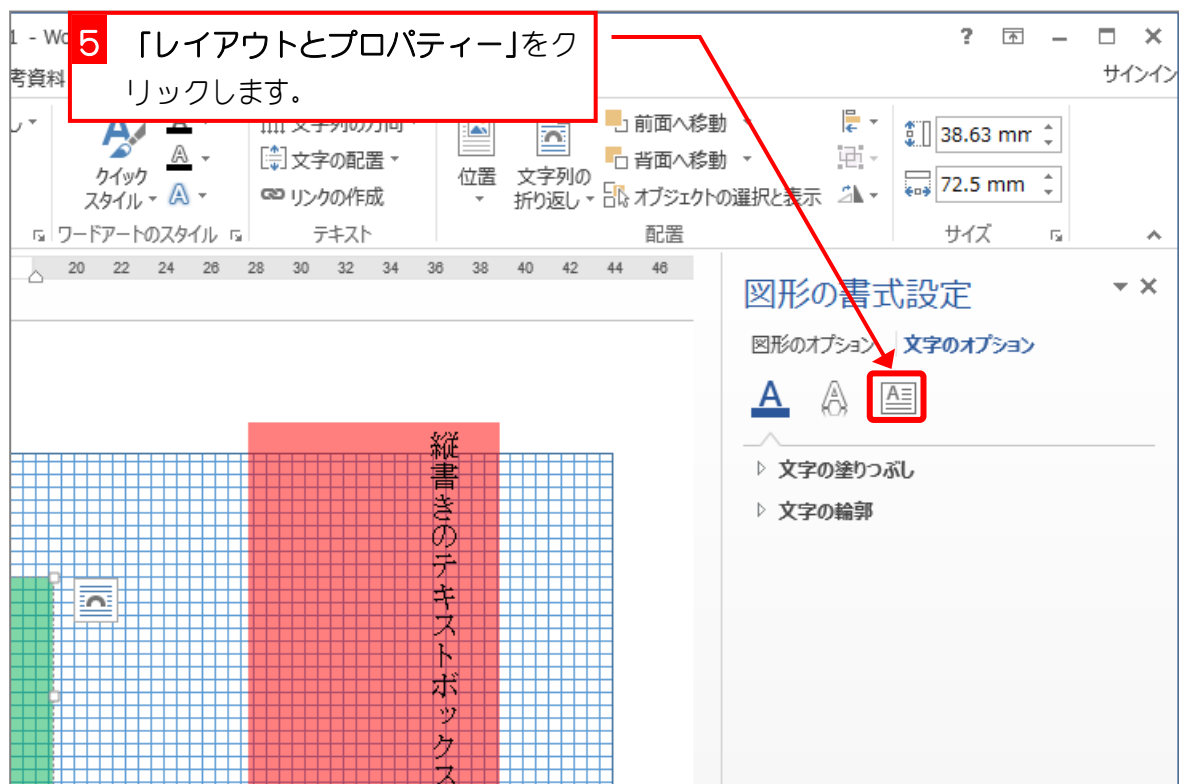 1 - Wo
5 「レイアウトとプロパティー」をク
リックします。
?
サインイン
考資料
し
文字列の方向
文字の配置
リンクの作成
クイック
スタイル
A
位置
文字列の
折り返し
前面へ移動
背面へ移動
オブジェクトの選択と表示
38.63 mm
72.5 mm
ワードアートのスタイル
テキスト
配置
サイズ
20 22 24 26 28 30 32 34 36 38 40 42 44 46
図形の書式設定
図形のオプション 文字のオプション
A A A
文字の塗りつぶし
文字の輪郭
縦書きのテキストボックス